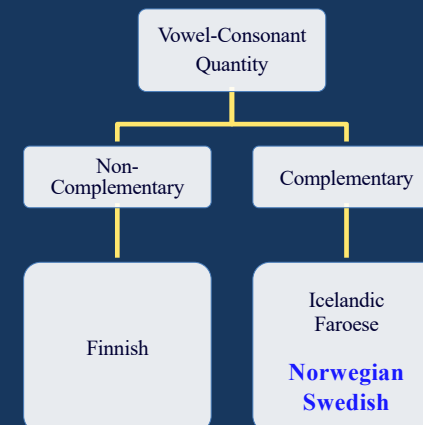 Vowel-Consonant
Quantity
Non-
Complementary
Complementary
Finnish
Icelandic
Faroese
Norwegian
Swedish